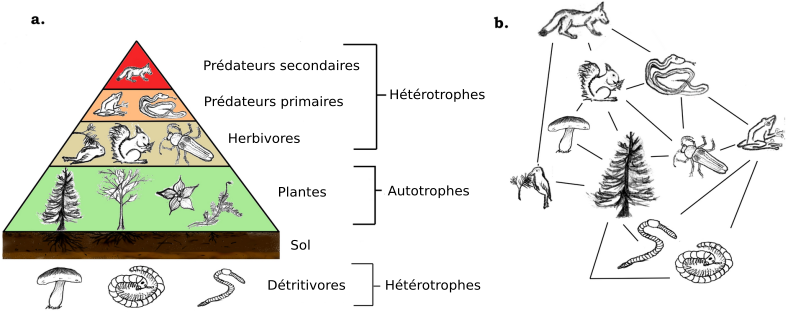 a.
Prédateurs secondaires
Prédateurs primaires
Hétérotrophes
Herbivores
Plantes
Autotrophes
Sol
Détritivores
Hétérotrophes
b.